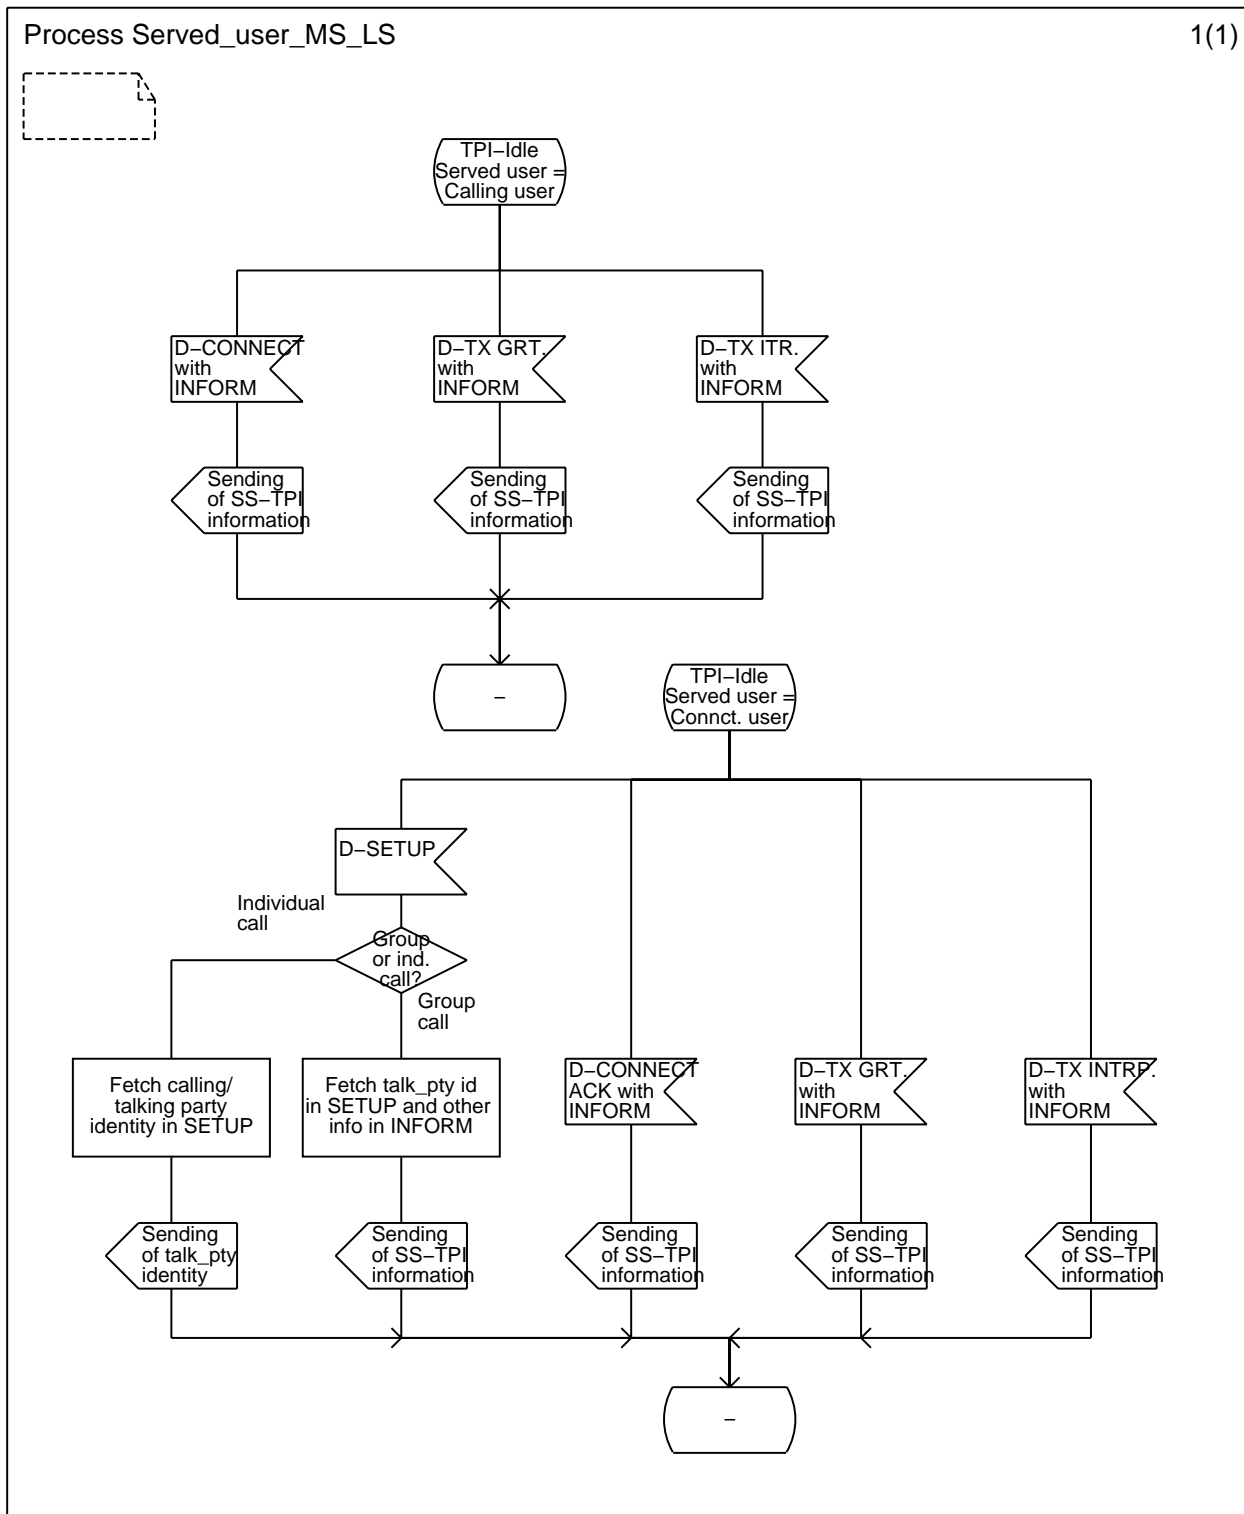 Process Served_user_MS_LS
1(1)
TPI–Idle
Served user =
Calling user
D–CONNECT
with
INFORM
D–TX GRT.
with
INFORM
D–TX ITR.
with
INFORM
Sending
of SS–TPI
information
Sending
of SS–TPI
information
Sending
of SS–TPI
information
–
TPI–Idle
Served user =
Connct. user
D–SETUP
Individual
call
Group
or ind.
call?
Group
call
Fetch calling/
talking party
identity in SETUP
Fetch talk_pty id
in SETUP and other
info in INFORM
D–CONNECT
ACK with
INFORM
D–TX GRT.
with
INFORM
D–TX INTRP.
with
INFORM
Sending
of talk_pty
identity
Sending
of SS–TPI
information
Sending
of SS–TPI
information
Sending
of SS–TPI
information
Sending
of SS–TPI
information
–